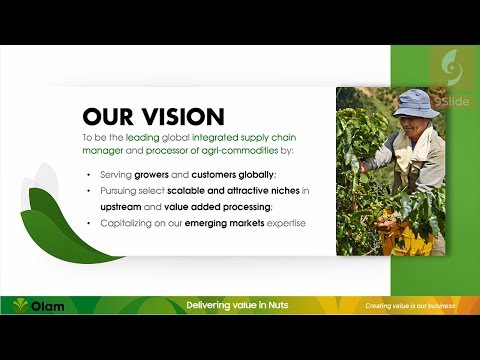 9Slide
OUR VISION
To be the leading global integrated supply chain
manager and processor of agri-commodities by:
• Serving growers and customers globally;
• Pursuing select scalable and attractive niches in
upstream and value added processing;
• Capitalizing on our emerging markets expertise
Olam
Delivering value in Nuts
Creating value is our business